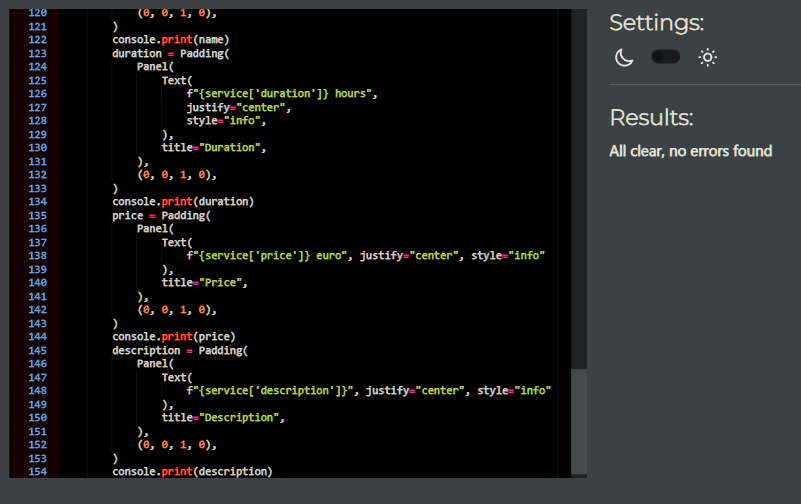 120             (0, 0, 1, 0),
121         )
122         console.print(name)
123         duration = Padding(
124             Panel(
125                 Text(
126                     f"{service['duration']} hours",
127                     justify="center",
128                     style="info",
129                 ),
130                 title="Duration",
131             ),
132             (0, 0, 1, 0),
133         )
134         console.print(duration)
135         price = Padding(
136             Panel(
137                 Text(
138                     f"{service['price']} euro", justify="center", style="info"
139                 ),
140                 title="Price",
141             ),
142             (0, 0, 1, 0),
143         )
144         console.print(price)
145         description = Padding(
146             Panel(
147                 Text(
148                     f"{service['description']}", justify="center", style="info"
149                 ),
150                 title="Description",
151             ),
152             (0, 0, 1, 0),
153         )
154         console.print(description)
Settings:
Results:
All clear, no errors found